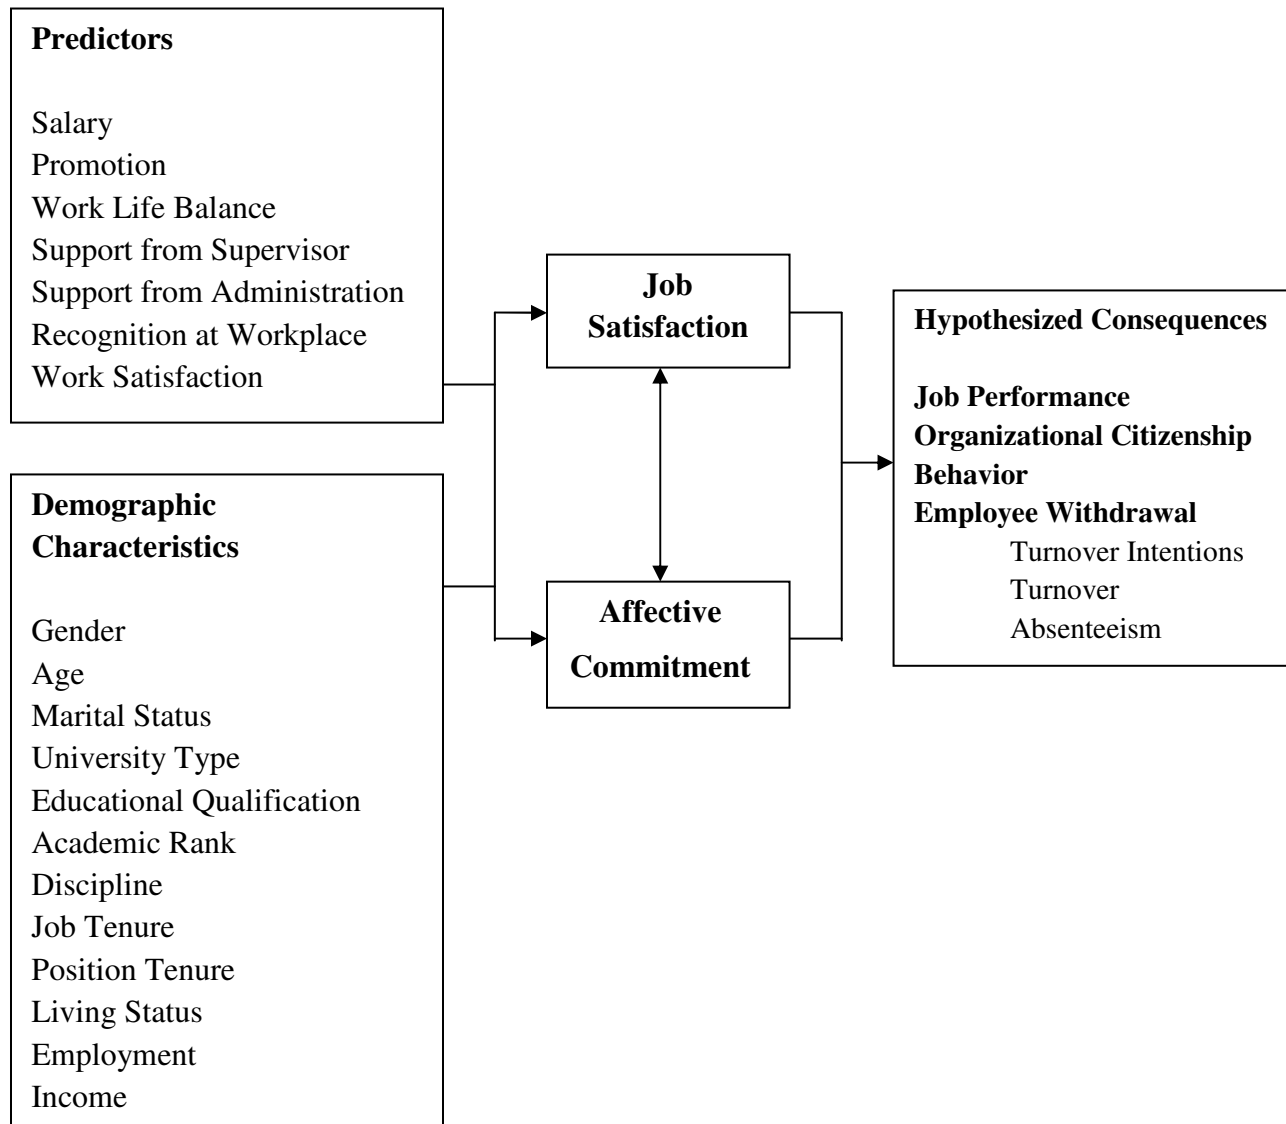 Predictors
Salary
Promotion
Work Life Balance
Support from Supervisor
Support from Administration
Recognition at Workplace
Work Satisfaction
Demographic
Characteristics
Gender
Age
Marital Status
University Type
Educational Qualification
Academic Rank
Discipline
Job Tenure
Position Tenure
Living Status
Employment
Income
Job
Satisfaction
Affective
Commitment
Hypothesized Consequences
Job Performance
Organizational Citizenship
Behavior
Employee Withdrawal
Turnover Intentions
Turnover
Absenteeism